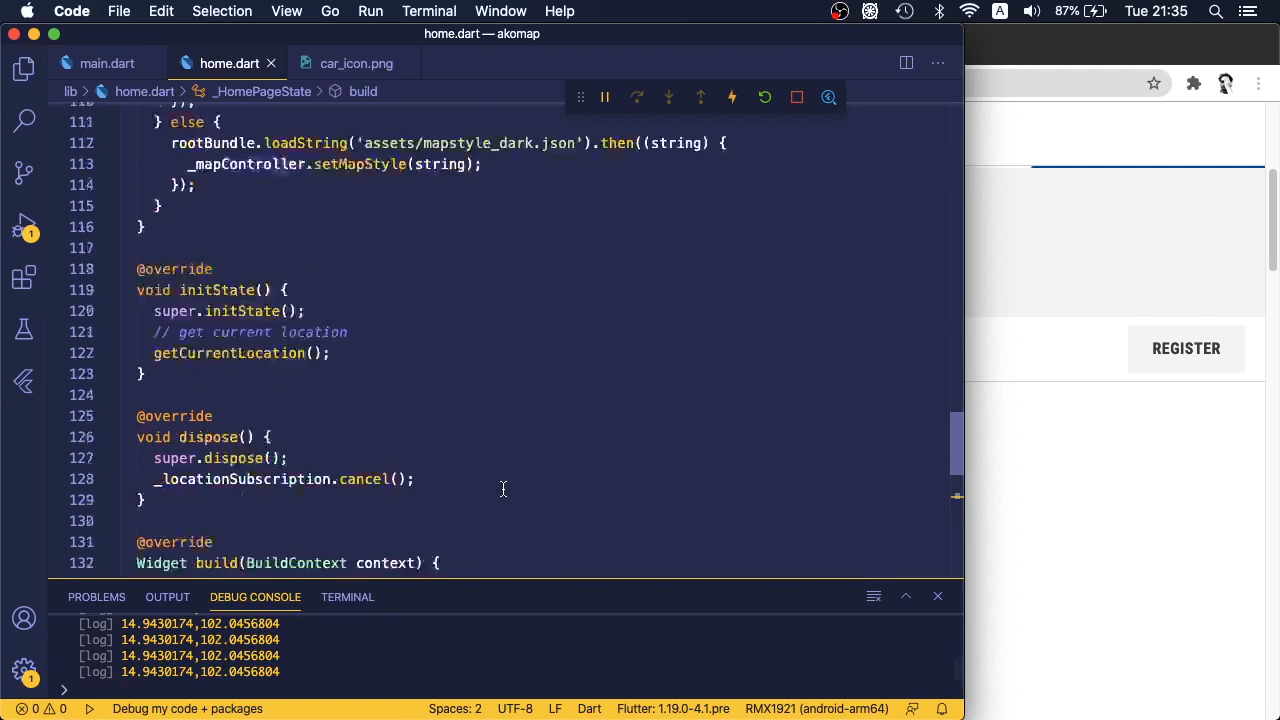 Code File Edit Selection View Go Run Terminal Window Help
A 87% Tue 21:35
home.dart — akomap
main.dart home.dart car_icon.png
lib home.dart _HomePageState build
111 } else {
112 rootBundle.loadString('assets/mapstyle_dark.json').then((string) {
113 _mapController.setMapStyle(string);
114 });
115 }
116 }
117
118 @override
119 void initState() {
120 super.initState();
121 // get current location
122 getCurrentLocation();
123 }
124
125 @override
126 void dispose() {
127 super.dispose();
128 _locationSubscription.cancel();
129 }
130
131 @override
132 Widget build(BuildContext context) {
REGISTER
PROBLEMS OUTPUT DEBUG CONSOLE TERMINAL
[log] 14.9430174,102.0456804
[log] 14.9430174,102.0456804
[log] 14.9430174,102.0456804
[log] 14.9430174,102.0456804
1
1
0 0 Debug my code + packages Spaces: 2 UTF-8 LF Dart Flutter: 1.19.0-4.1.pre RMX1921 (android-arm64)